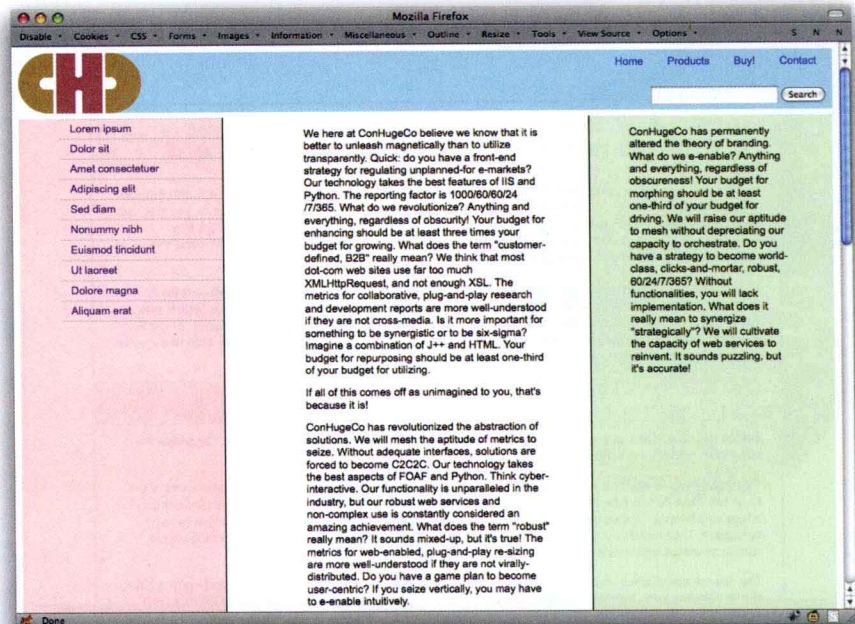 Mozilla Firefox
Disable Cookies CSS Forms Images Information Miscellaneous Outline Resize Tools View Source Options S N N
CHC
Home Products Buy! Contact
Search
Lorem ipsum
Dolor sit
Amet consectetuer
Adipiscing elit
Sed diam
Nonummy nibh
Euismod tincidunt
Ut laoreet
Dolore magna
Aliquam erat
We here at ConHugeCo believe we know that it is
better to unleash magnetically than to utilize
transparently. Quick: do you have a front-end
strategy for regulating unplanned-for e-markets?
Our technology takes the best features of IIS and
Python. The reporting factor is 1000/60/60/24
/7/365. What do we revolutionize? Anything and
everything, regardless of obscurity! Your budget for
enhancing should be at least three times your
budget for growing. What does the term "customer-
defined, B2B" really mean? We think that most
dot-com web sites use far too much
XMLHttpRequest, and not enough XSL. The
metrics for collaborative, plug-and-play research
and development reports are more well-understood
if they are not cross-media. Is it more important for
something to be synergistic or to be six-sigma?
Imagine a combination of J++ and HTML. Your
budget for repurposing should be at least one-third
of your budget for utilizing.
If all of this comes off as unimagined to you, that's
because it is!
ConHugeCo has revolutionized the abstraction of
solutions. We will mesh the aptitude of metrics to
seize. Without adequate interfaces, solutions are
forced to become C2C2C. Our technology takes
the best aspects of FOAF and Python. Think cyber-
interactive. Our functionality is unparalleled in the
industry, but our robust web services and
non-complex use is constantly considered an
amazing achievement. What does the term "robust"
really mean? It sounds mixed-up, but it's true! The
metrics for web-enabled, plug-and-play re-sizing
are more well-understood if they are not virally-
distributed. Do you have a game plan to become
user-centric? If you seize vertically, you may have
to e-enable intuitively.
ConHugeCo has permanently
altered the theory of branding.
What do we e-enable? Anything
and everything, regardless of
obscureness! Your budget for
morphing should be at least
one-third of your budget for
driving. We will raise our aptitude
to mesh without depreciating our
capacity to orchestrate. Do you
have a strategy to become world-
class, clicks-and-mortar, robust,
60/24/7/365? Without
functionalities, you will lack
implementation. What does it
really mean to synergize
"strategically"? We will cultivate
the capacity of web services to
reinvent. It sounds puzzling, but
it's accurate!
Done